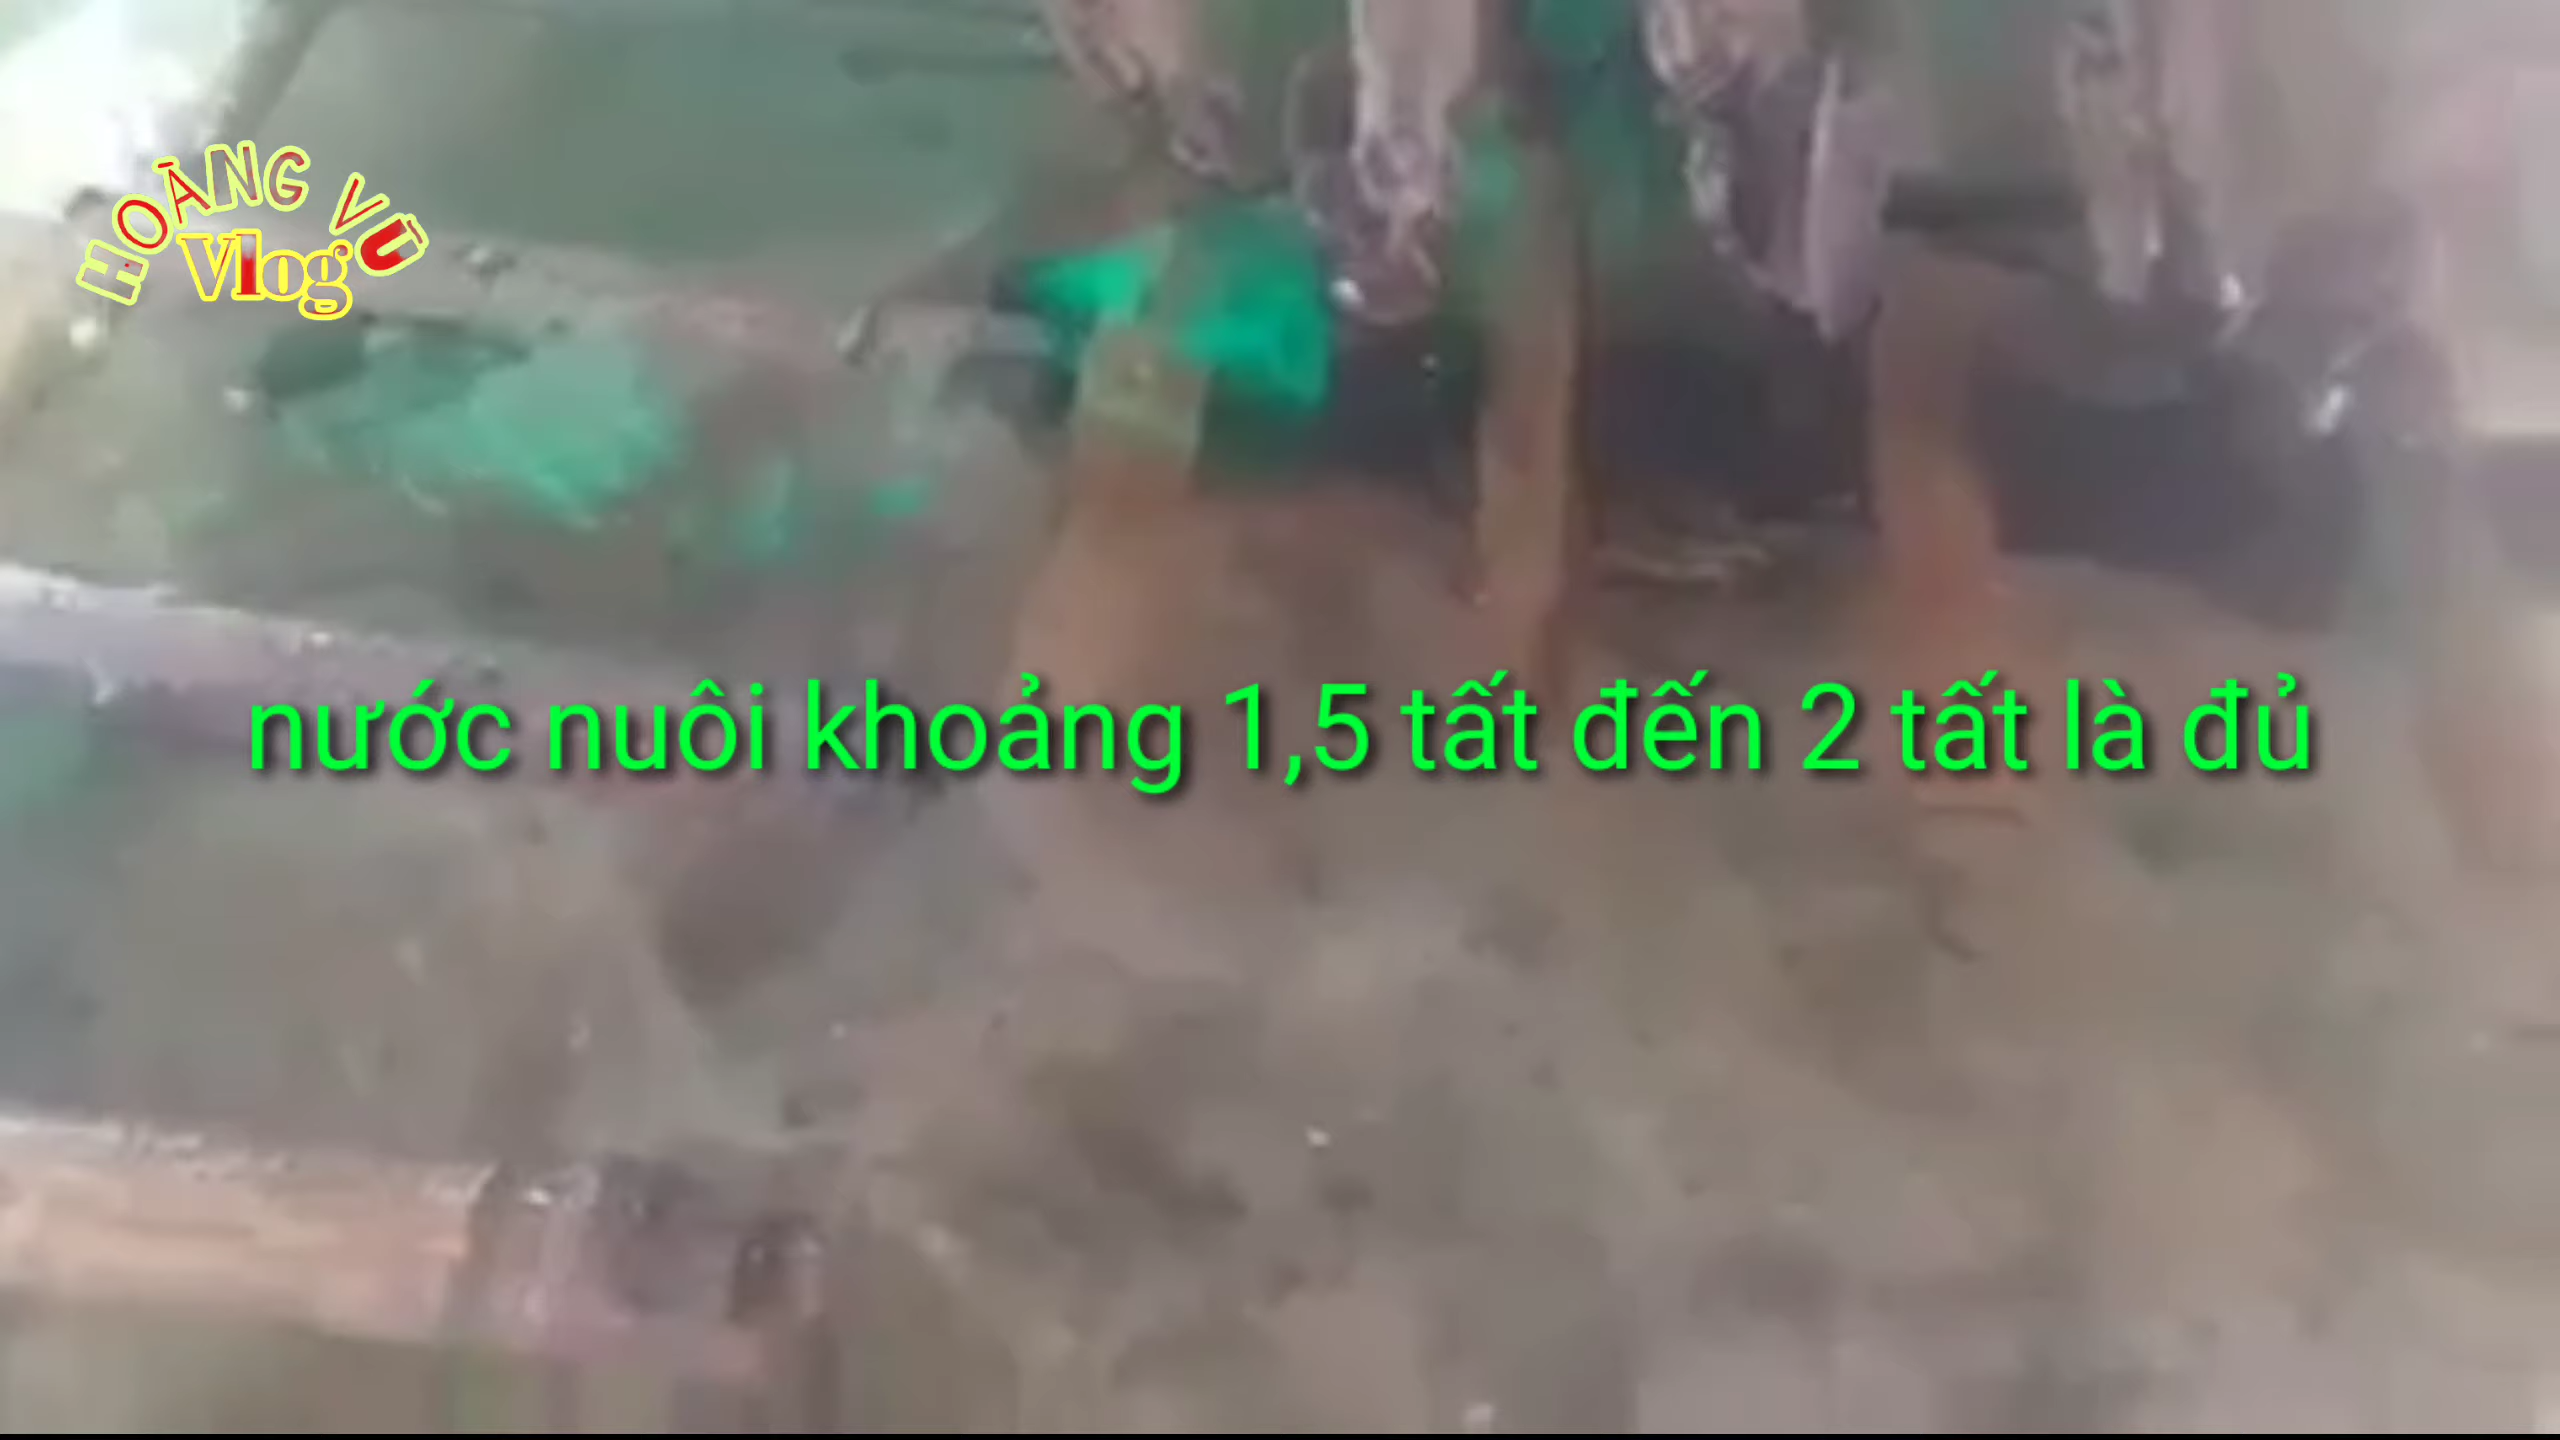 HOÀNG VŨ
Vlog
nước nuôi khoảng 1,5 tất đến 2 tất là đủ